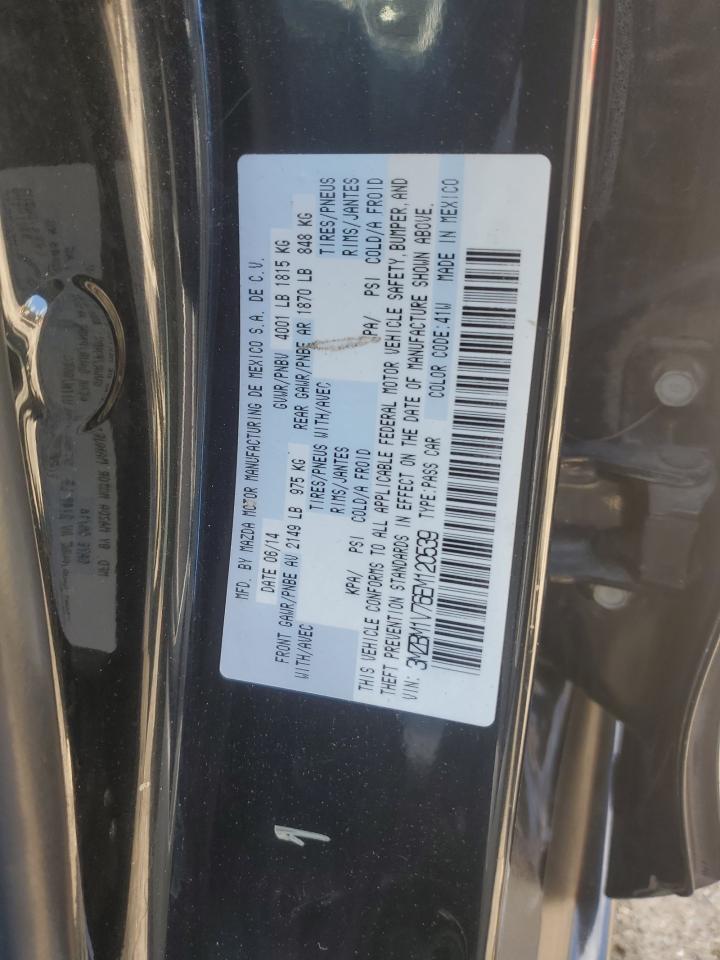 MFD. BY MAZDA MOTOR MANUFACTURING DE MEXICO S.A. DE C.V.
DATE 06/14 GVWR/PNBV 4001 LB 1815 KG
FRONT GAWR/PNBE AV 2149 LB 975 KG REAR GAWR/PNBE AR 1870 LB 848 KG
WITH/AVEC TIRES/PNEUS WITH/AVEC TIRES/PNEUS
RIMS/JANTES RIMS/JANTES
KPA/ PSI COLD/A FROID PA/ PSI COLD/A FROID
THIS VEHICLE CONFORMS TO ALL APPLICABLE FEDERAL MOTOR VEHICLE SAFETY, BUMPER, AND
THEFT PREVENTION STANDARDS IN EFFECT ON THE DATE OF MANUFACTURE SHOWN ABOVE.
VIN: 3MZBM1V76EM120539 TYPE:PASS CAR COLOR CODE:41W MADE IN MEXICO